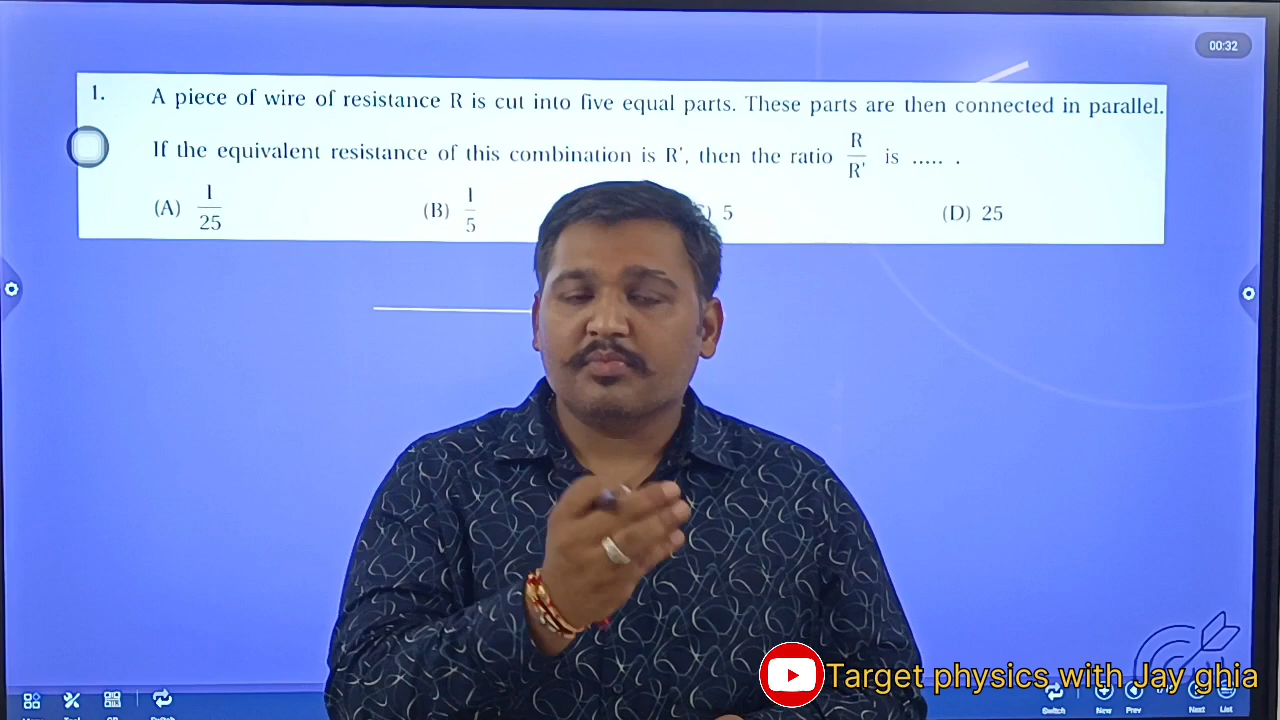 00:32
1. A piece of wire of resistance R is cut into five equal parts. These parts are then connected in parallel.
If the equivalent resistance of this combination is R', then the ratio R/R' is ..... .
(A) 1/25 (B) 1/5 ) 5 (D) 25
Target physics with Jay ghia
Switch New Prev Next List